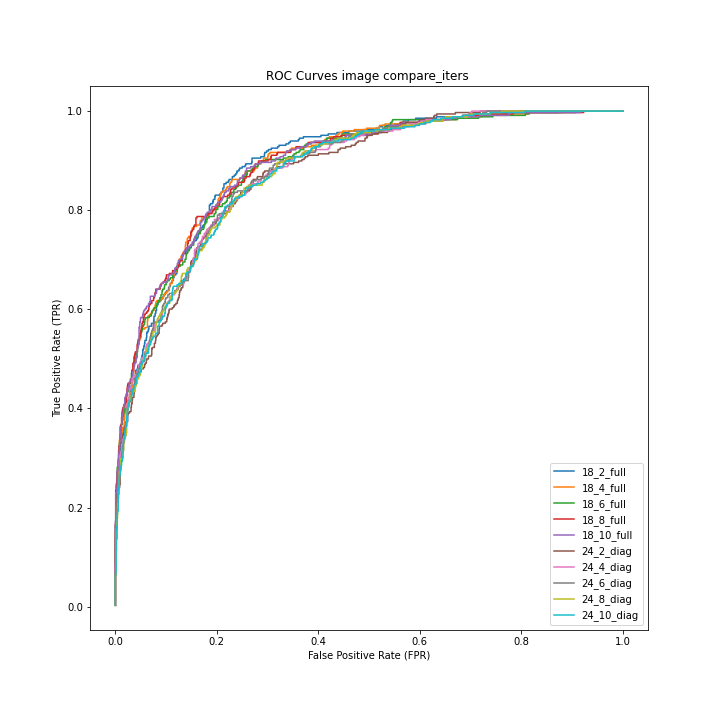 ROC Curves image compare_iters
True Positive Rate (TPR)
1.0
0.8
0.6
0.4
0.2
0.0
0.0 0.2 0.4 0.6 0.8 1.0
False Positive Rate (FPR)
18_2_full
18_4_full
18_6_full
18_8_full
18_10_full
24_2_diag
24_4_diag
24_6_diag
24_8_diag
24_10_diag